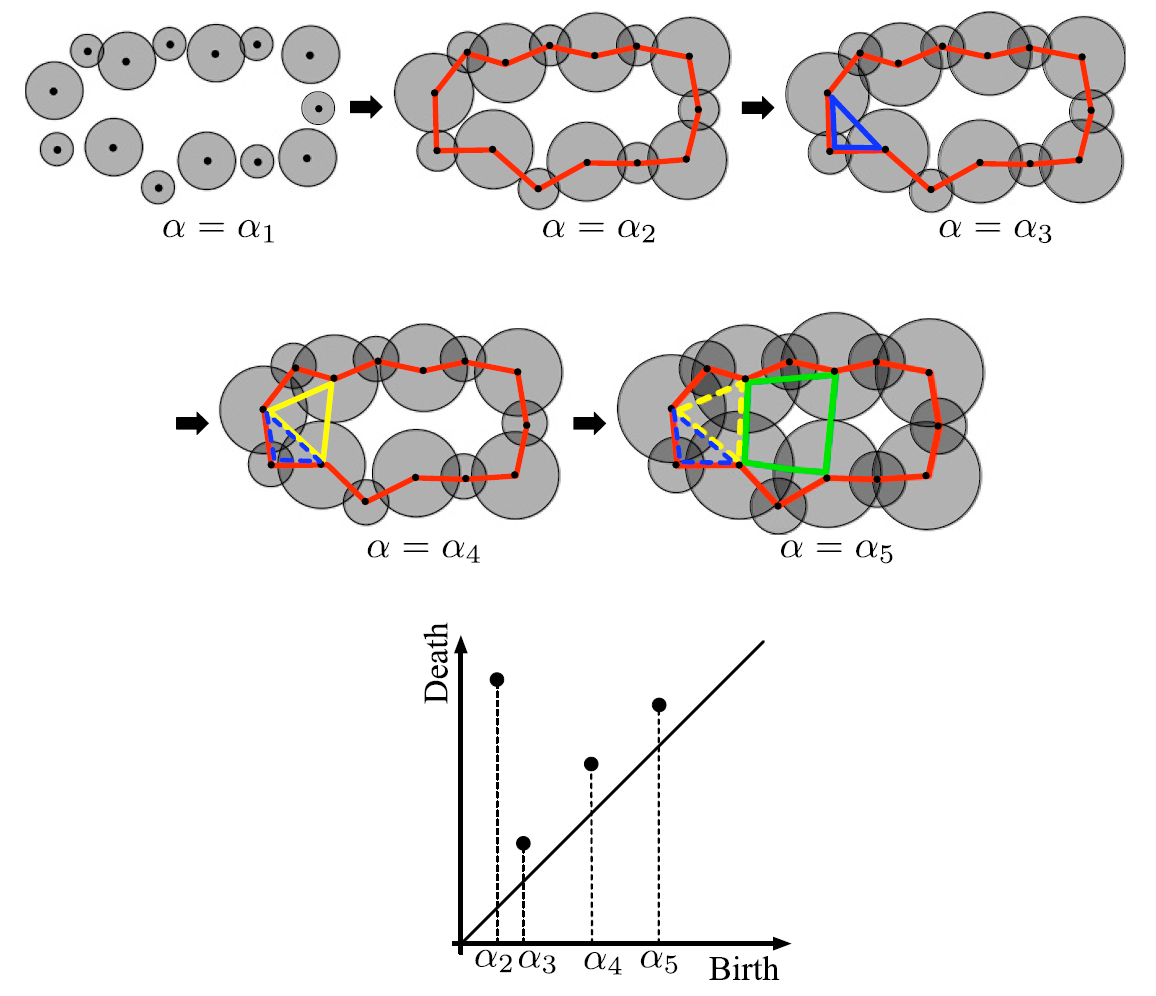 α = α₁
α = α₂
α = α₃
α = α₄
α = α₅
Death
α₂ α₃ α₄ α₅
Birth